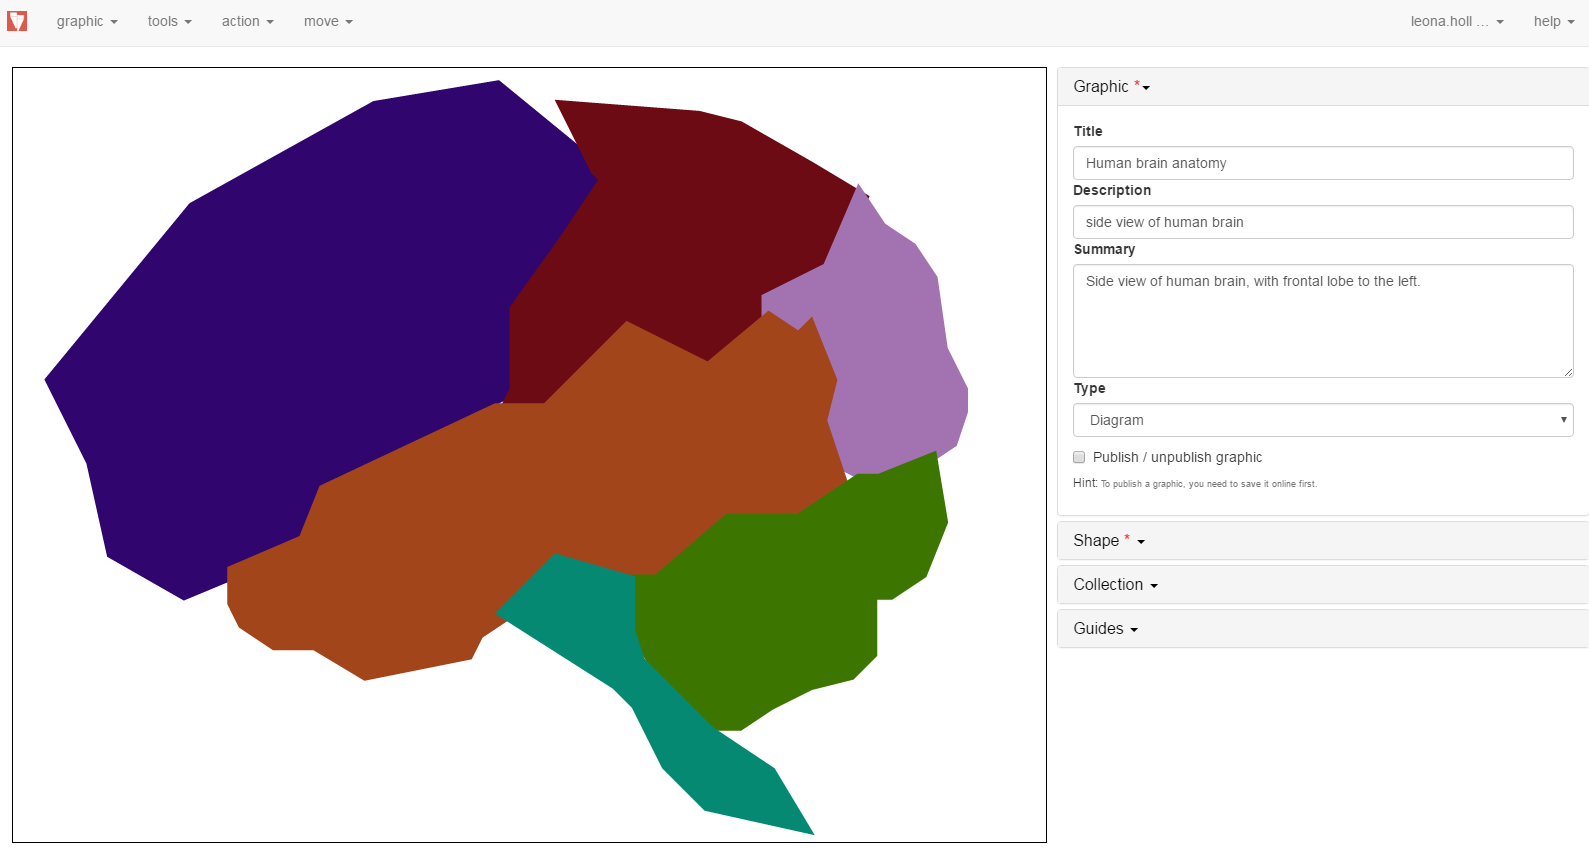 graphic tools action move leona.holl ... help
Graphic *
Title
Human brain anatomy
Description
side view of human brain
Summary
Side view of human brain, with frontal lobe to the left.
Type
Diagram
Publish / unpublish graphic
Hint: To publish a graphic, you need to save it online first.
Shape *
Collection
Guides